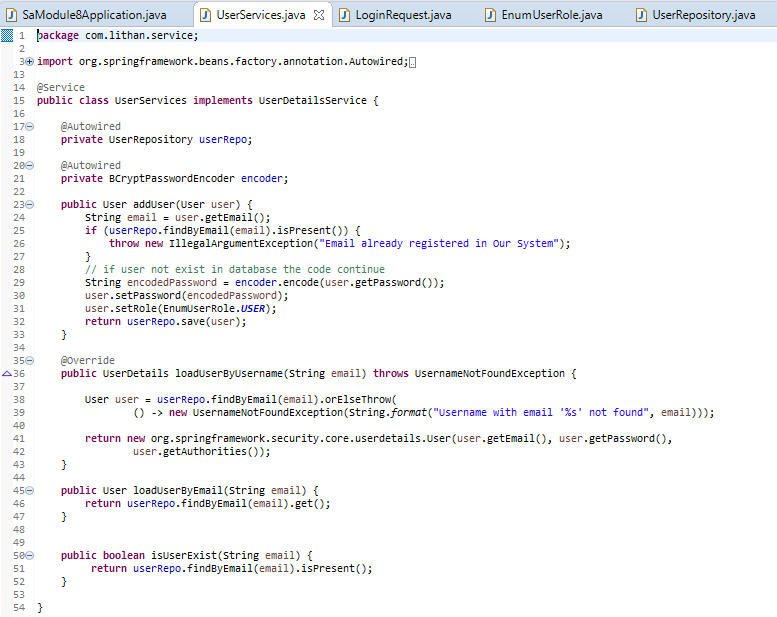 SaModule8Application.java UserServices.java LoginRequest.java EnumUserRole.java UserRepository.java
1 package com.lithan.service;
2
3 import org.springframework.beans.factory.annotation.Autowired;
13
14 @Service
15 public class UserServices implements UserDetailsService {
16
17 @Autowired
18 private UserRepository userRepo;
19
20 @Autowired
21 private BCryptPasswordEncoder encoder;
22
23 public User addUser(User user) {
24 String email = user.getEmail();
25 if (userRepo.findByEmail(email).isPresent()) {
26 throw new IllegalArgumentException("Email already registered in Our System");
27 }
28 // if user not exist in database the code continue
29 String encodedPassword = encoder.encode(user.getPassword());
30 user.setPassword(encodedPassword);
31 user.setRole(EnumUserRole.USER);
32 return userRepo.save(user);
33 }
34
35 @Override
36 public UserDetails loadUserByUsername(String email) throws UsernameNotFoundException {
37
38 User user = userRepo.findByEmail(email).orElseThrow(
39 () -> new UsernameNotFoundException(String.format("Username with email '%s' not found", email)));
40
41 return new org.springframework.security.core.userdetails.User(user.getEmail(), user.getPassword(),
42 user.getAuthorities());
43 }
44
45 public User loadUserByEmail(String email) {
46 return userRepo.findByEmail(email).get();
47 }
48
49
50 public boolean isUserExist(String email) {
51 return userRepo.findByEmail(email).isPresent();
52 }
53
54 }